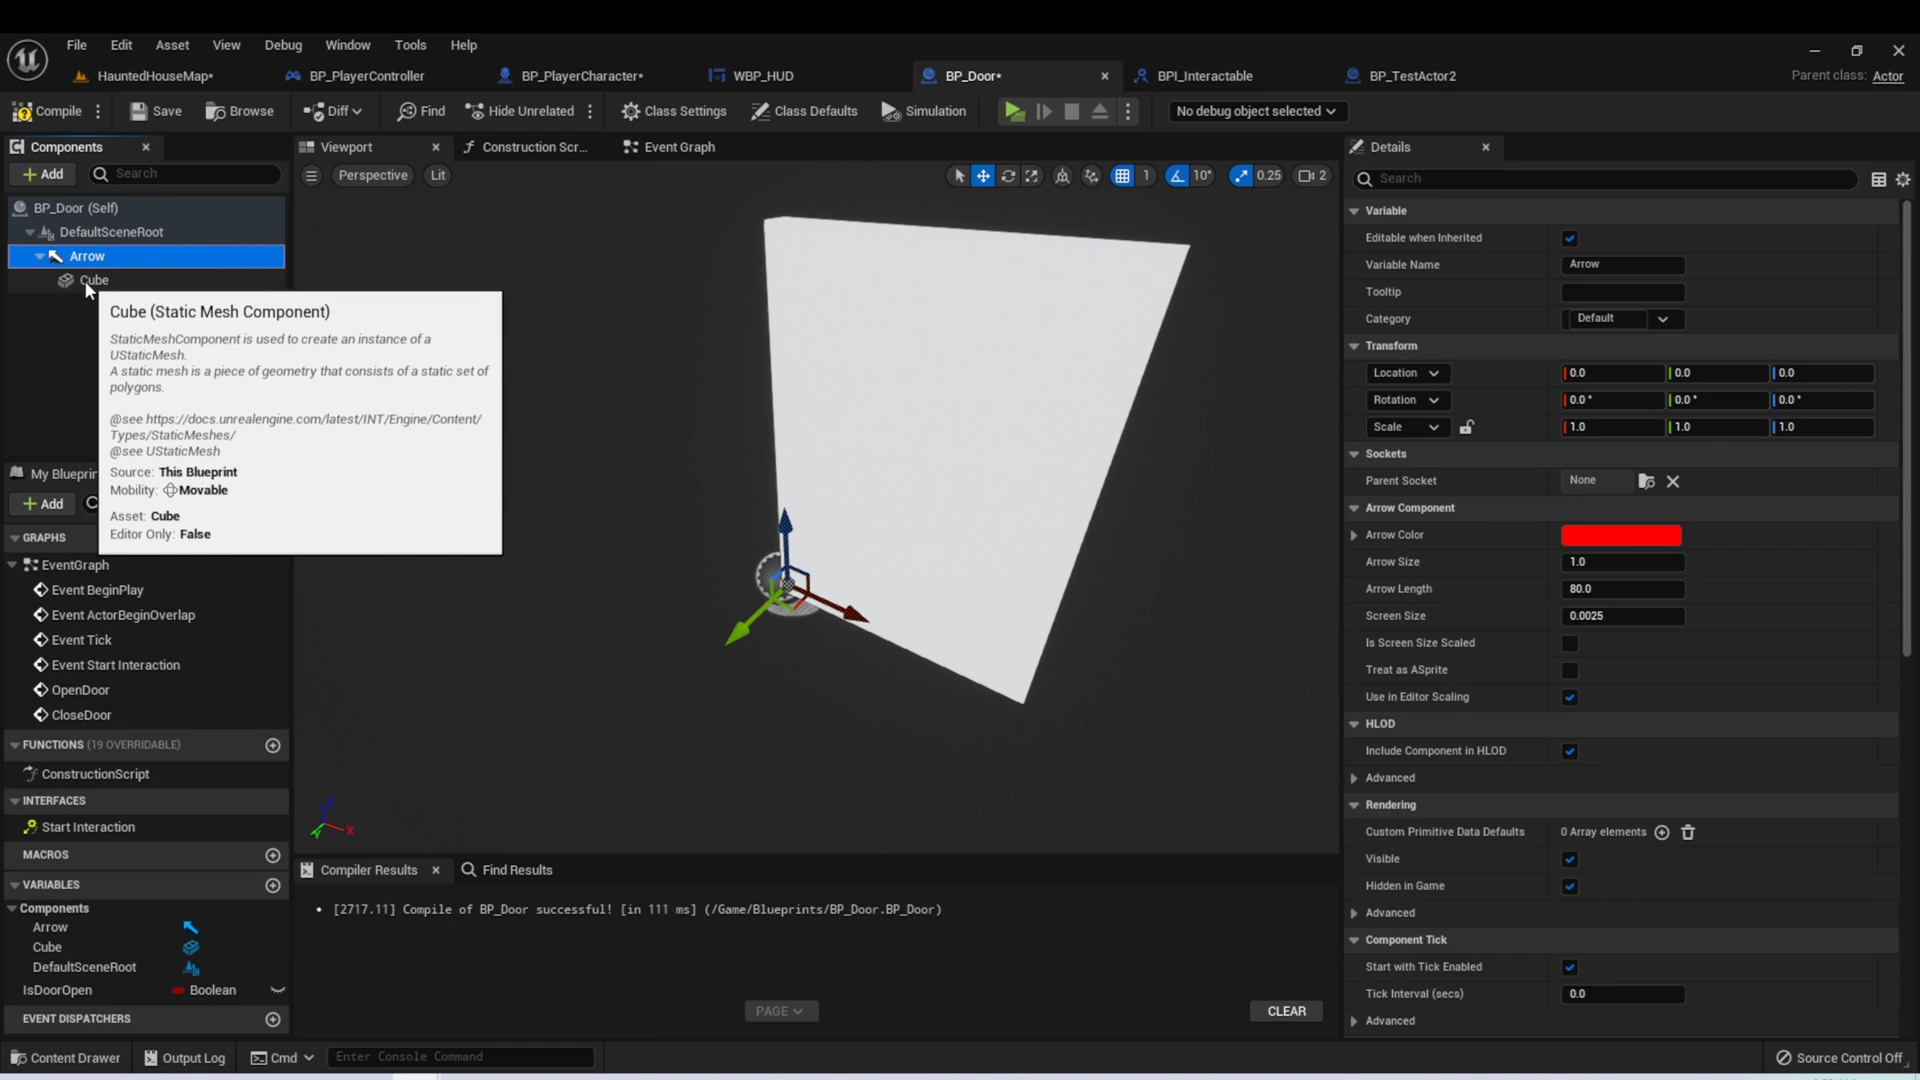 File Edit Asset View Debug Window Tools Help
HauntedHouseMap* BP_PlayerController BP_PlayerCharacter* WBP_HUD BP_Door* BPI_Interactable BP_TestActor2 Parent class: Actor
Compile Save Browse Diff Find Hide Unrelated Class Settings Class Defaults Simulation No debug object selected
Components Viewport Construction Scr... Event Graph Details
Add Search Perspective Lit 1 10° 0.25 2 Search
BP_Door (Self)
DefaultSceneRoot
Arrow
Cube
Cube (Static Mesh Component)
StaticMeshComponent is used to create an instance of a
UStaticMesh.
A static mesh is a piece of geometry that consists of a static set of
polygons.
@see https://docs.unrealengine.com/latest/INT/Engine/Content/
Types/StaticMeshes/
@see UStaticMesh
Source: This Blueprint
Mobility: Movable
Asset: Cube
Editor Only: False
My Blueprin
Add
GRAPHS
EventGraph
Event BeginPlay
Event ActorBeginOverlap
Event Tick
Event Start Interaction
OpenDoor
CloseDoor
FUNCTIONS (19 OVERRIDABLE)
ConstructionScript
INTERFACES
Start Interaction
MACROS
VARIABLES
Components
Arrow
Cube
DefaultSceneRoot
IsDoorOpen Boolean
EVENT DISPATCHERS
Z
X
Y
Compiler Results Find Results
• [2717.11] Compile of BP_Door successful! [in 111 ms] (/Game/Blueprints/BP_Door.BP_Door)
PAGE CLEAR
Variable
Editable when Inherited
Variable Name Arrow
Tooltip
Category Default
Transform
Location 0.0 0.0 0.0
Rotation 0.0 ° 0.0 ° 0.0 °
Scale 1.0 1.0 1.0
Sockets
Parent Socket None
Arrow Component
Arrow Color
Arrow Size 1.0
Arrow Length 80.0
Screen Size 0.0025
Is Screen Size Scaled
Treat as ASprite
Use in Editor Scaling
HLOD
Include Component in HLOD
Advanced
Rendering
Custom Primitive Data Defaults 0 Array elements
Visible
Hidden in Game
Advanced
Component Tick
Start with Tick Enabled
Tick Interval (secs) 0.0
Advanced
Content Drawer Output Log Cmd Enter Console Command Source Control Off